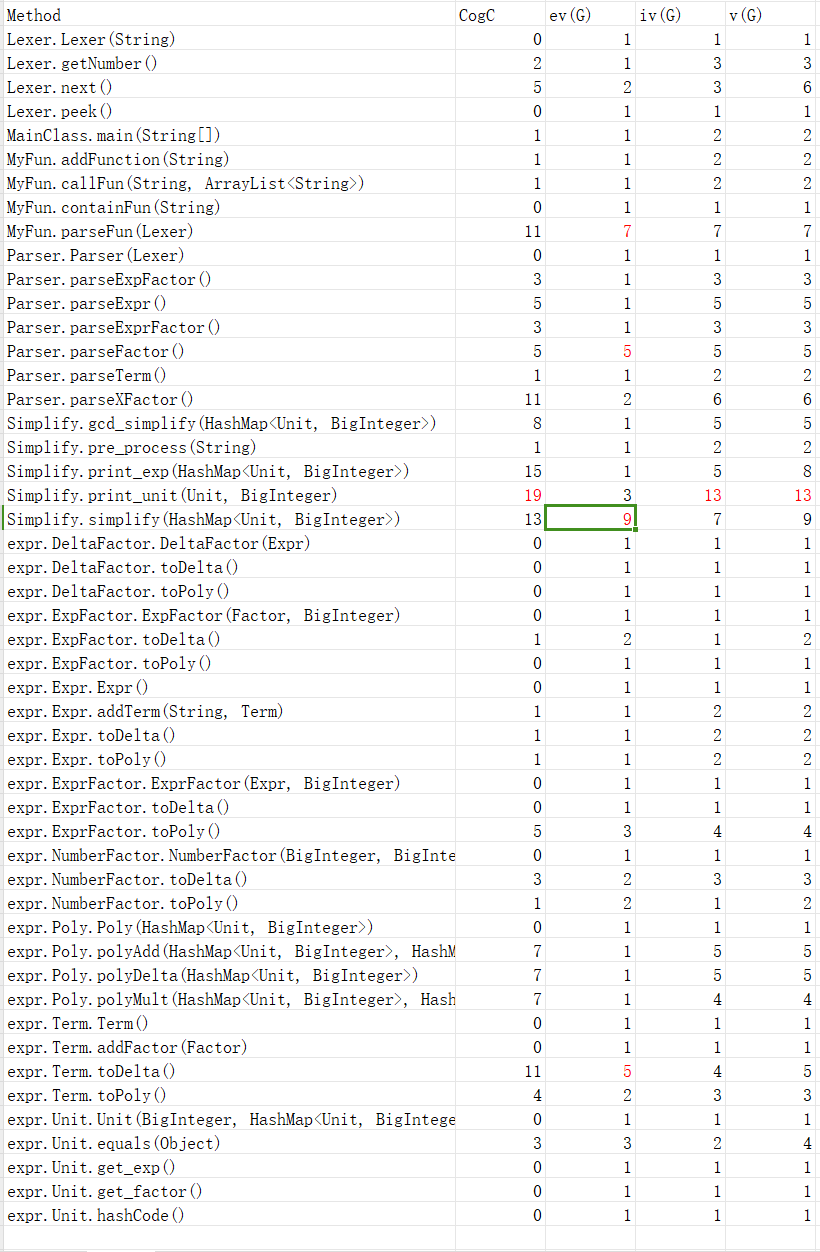 Method CogC ev(G) iv(G) v(G)
Lexer.Lexer(String) 0 1 1 1
Lexer.getNumber() 2 1 3 3
Lexer.next() 5 2 3 6
Lexer.peek() 0 1 1 1
MainClass.main(String[]) 1 1 2 2
MyFun.addFunction(String) 1 1 2 2
MyFun.callFun(String, ArrayList<String>) 1 1 2 2
MyFun.containFun(String) 0 1 1 1
MyFun.parseFun(Lexer) 11 7 7 7
Parser.Parser(Lexer) 0 1 1 1
Parser.parseExpFactor() 3 1 3 3
Parser.parseExpr() 5 1 5 5
Parser.parseExprFactor() 3 1 3 3
Parser.parseFactor() 5 5 5 5
Parser.parseTerm() 1 1 2 2
Parser.parseXFactor() 11 2 6 6
Simplify.gcd_simplify(HashMap<Unit, BigInteger>) 8 1 5 5
Simplify.pre_process(String) 1 1 2 2
Simplify.print_exp(HashMap<Unit, BigInteger>) 15 1 5 8
Simplify.print_unit(Unit, BigInteger) 19 3 13 13
Simplify.simplify(HashMap<Unit, BigInteger>) 13 9 7 9
expr.DeltaFactor.DeltaFactor(Expr) 0 1 1 1
expr.DeltaFactor.toDelta() 0 1 1 1
expr.DeltaFactor.toPoly() 0 1 1 1
expr.ExpFactor.ExpFactor(Factor, BigInteger) 0 1 1 1
expr.ExpFactor.toDelta() 1 2 1 2
expr.ExpFactor.toPoly() 0 1 1 1
expr.Expr.Expr() 0 1 1 1
expr.Expr.addTerm(String, Term) 1 1 2 2
expr.Expr.toDelta() 1 1 2 2
expr.Expr.toPoly() 1 1 2 2
expr.ExprFactor.ExprFactor(Expr, BigInteger) 0 1 1 1
expr.ExprFactor.toDelta() 0 1 1 1
expr.ExprFactor.toPoly() 5 3 4 4
expr.NumberFactor.NumberFactor(BigInteger, BigInte 0 1 1 1
expr.NumberFactor.toDelta() 3 2 3 3
expr.NumberFactor.toPoly() 1 2 1 2
expr.Poly.Poly(HashMap<Unit, BigInteger>) 0 1 1 1
expr.Poly.polyAdd(HashMap<Unit, BigInteger>, HashM 7 1 5 5
expr.Poly.polyDelta(HashMap<Unit, BigInteger>) 7 1 5 5
expr.Poly.polyMult(HashMap<Unit, BigInteger>, Hash 7 1 4 4
expr.Term.Term() 0 1 1 1
expr.Term.addFactor(Factor) 0 1 1 1
expr.Term.toDelta() 11 5 4 5
expr.Term.toPoly() 4 2 3 3
expr.Unit.Unit(BigInteger, HashMap<Unit, BigIntege 0 1 1 1
expr.Unit.equals(Object) 3 3 2 4
expr.Unit.get_exp() 0 1 1 1
expr.Unit.get_factor() 0 1 1 1
expr.Unit.hashCode() 0 1 1 1